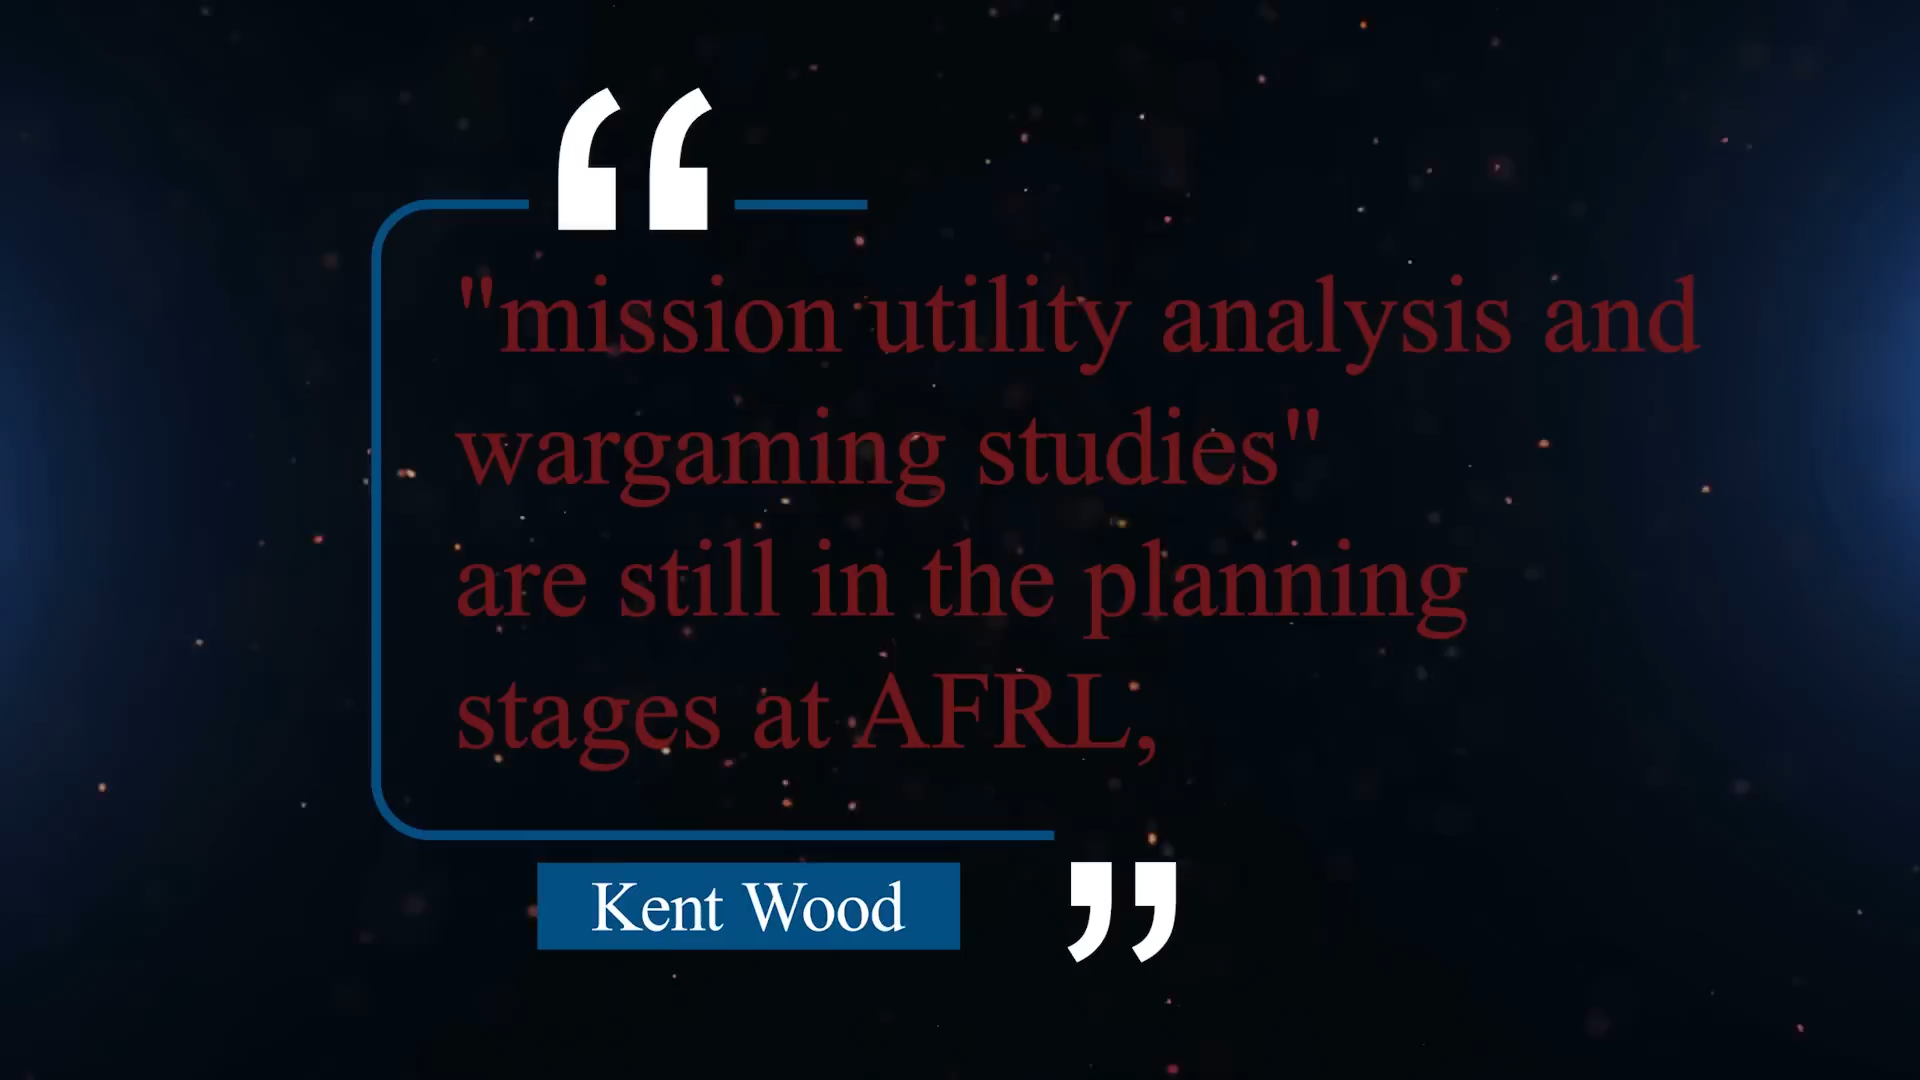 “
"mission utility analysis and
wargaming studies"
are still in the planning
stages at AFRL,
Kent Wood
”